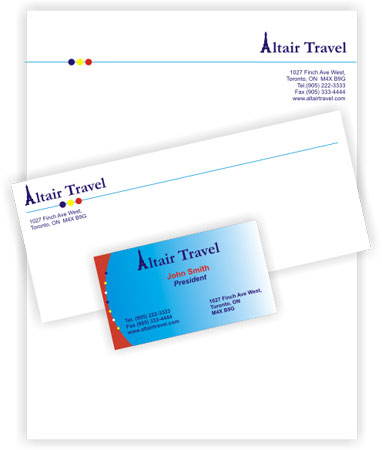 Altair Travel
1027 Finch Ave West,
Toronto, ON M4X B9G
Tel.(905) 222-3333
Fax (905) 333-4444
www.altairtravel.com
Altair Travel
1027 Finch Ave West,
Toronto, ON M4X B9G
Altair Travel
John Smith
President
Tel. (905) 222-3333
Fax (905) 333-4444
www.altairtravel.com
1027 Finch Ave West,
Toronto, ON
M4X B9G